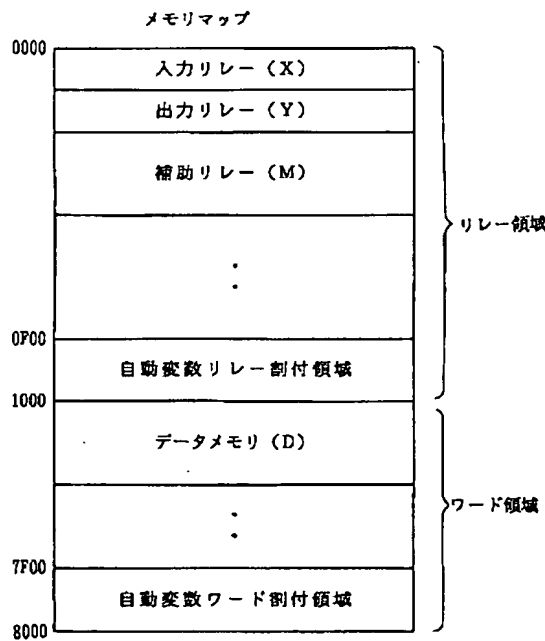 メモリマップ
0000
入力リレー(X)
出力リレー(Y)
補助リレー(M)
リレー領域
0F00
自動変数リレー割付領域
1000
データメモリ(D)
ワード領域
7F00
自動変数ワード割付領域
8000